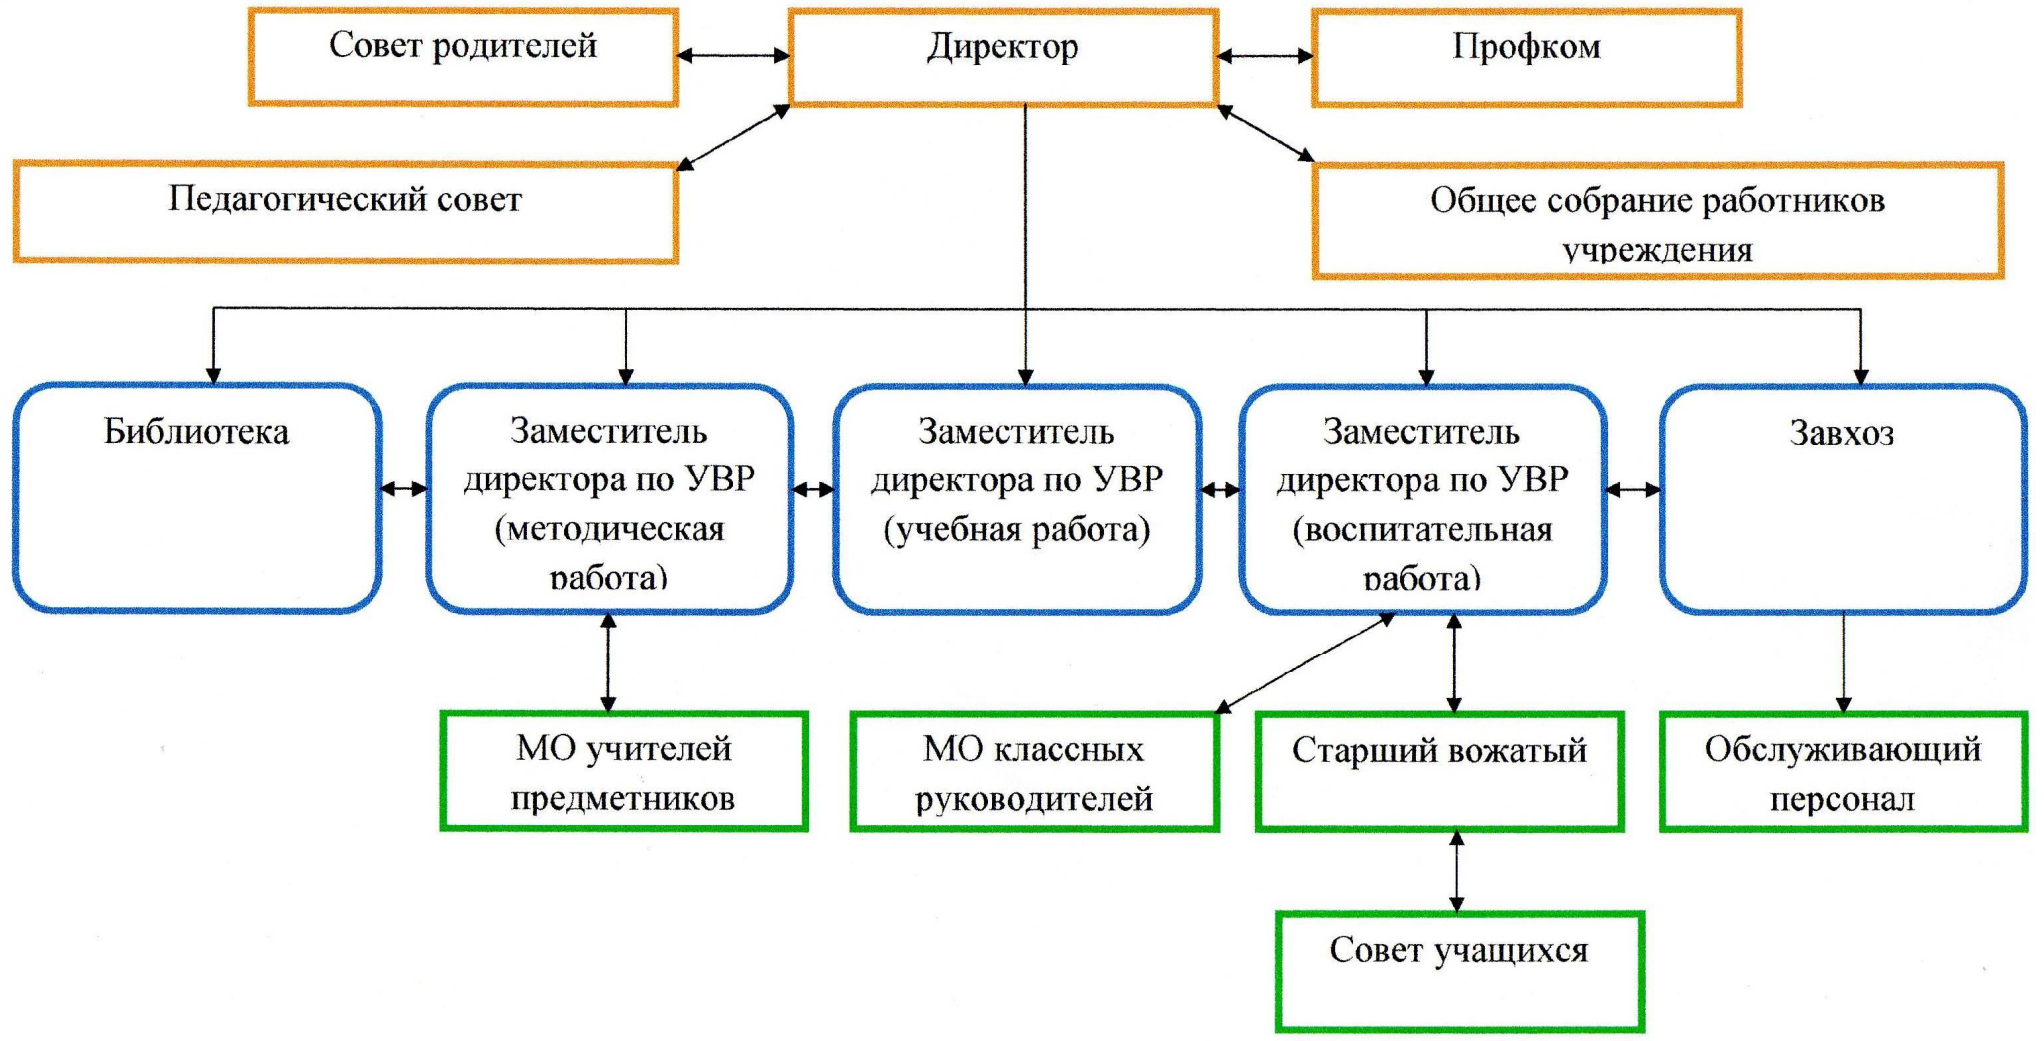 Совет родителей
Директор
Профком
Педагогический совет
Общее собрание работников
учреждения
Библиотека
Заместитель
директора по УВР
(методическая
работа)
Заместитель
директора по УВР
(учебная работа)
Заместитель
директора по УВР
(воспитательная
работа)
Завхоз
МО учителей
предметников
МО классных
руководителей
Старший вожатый
Обслуживающий
персонал
Совет учащихся